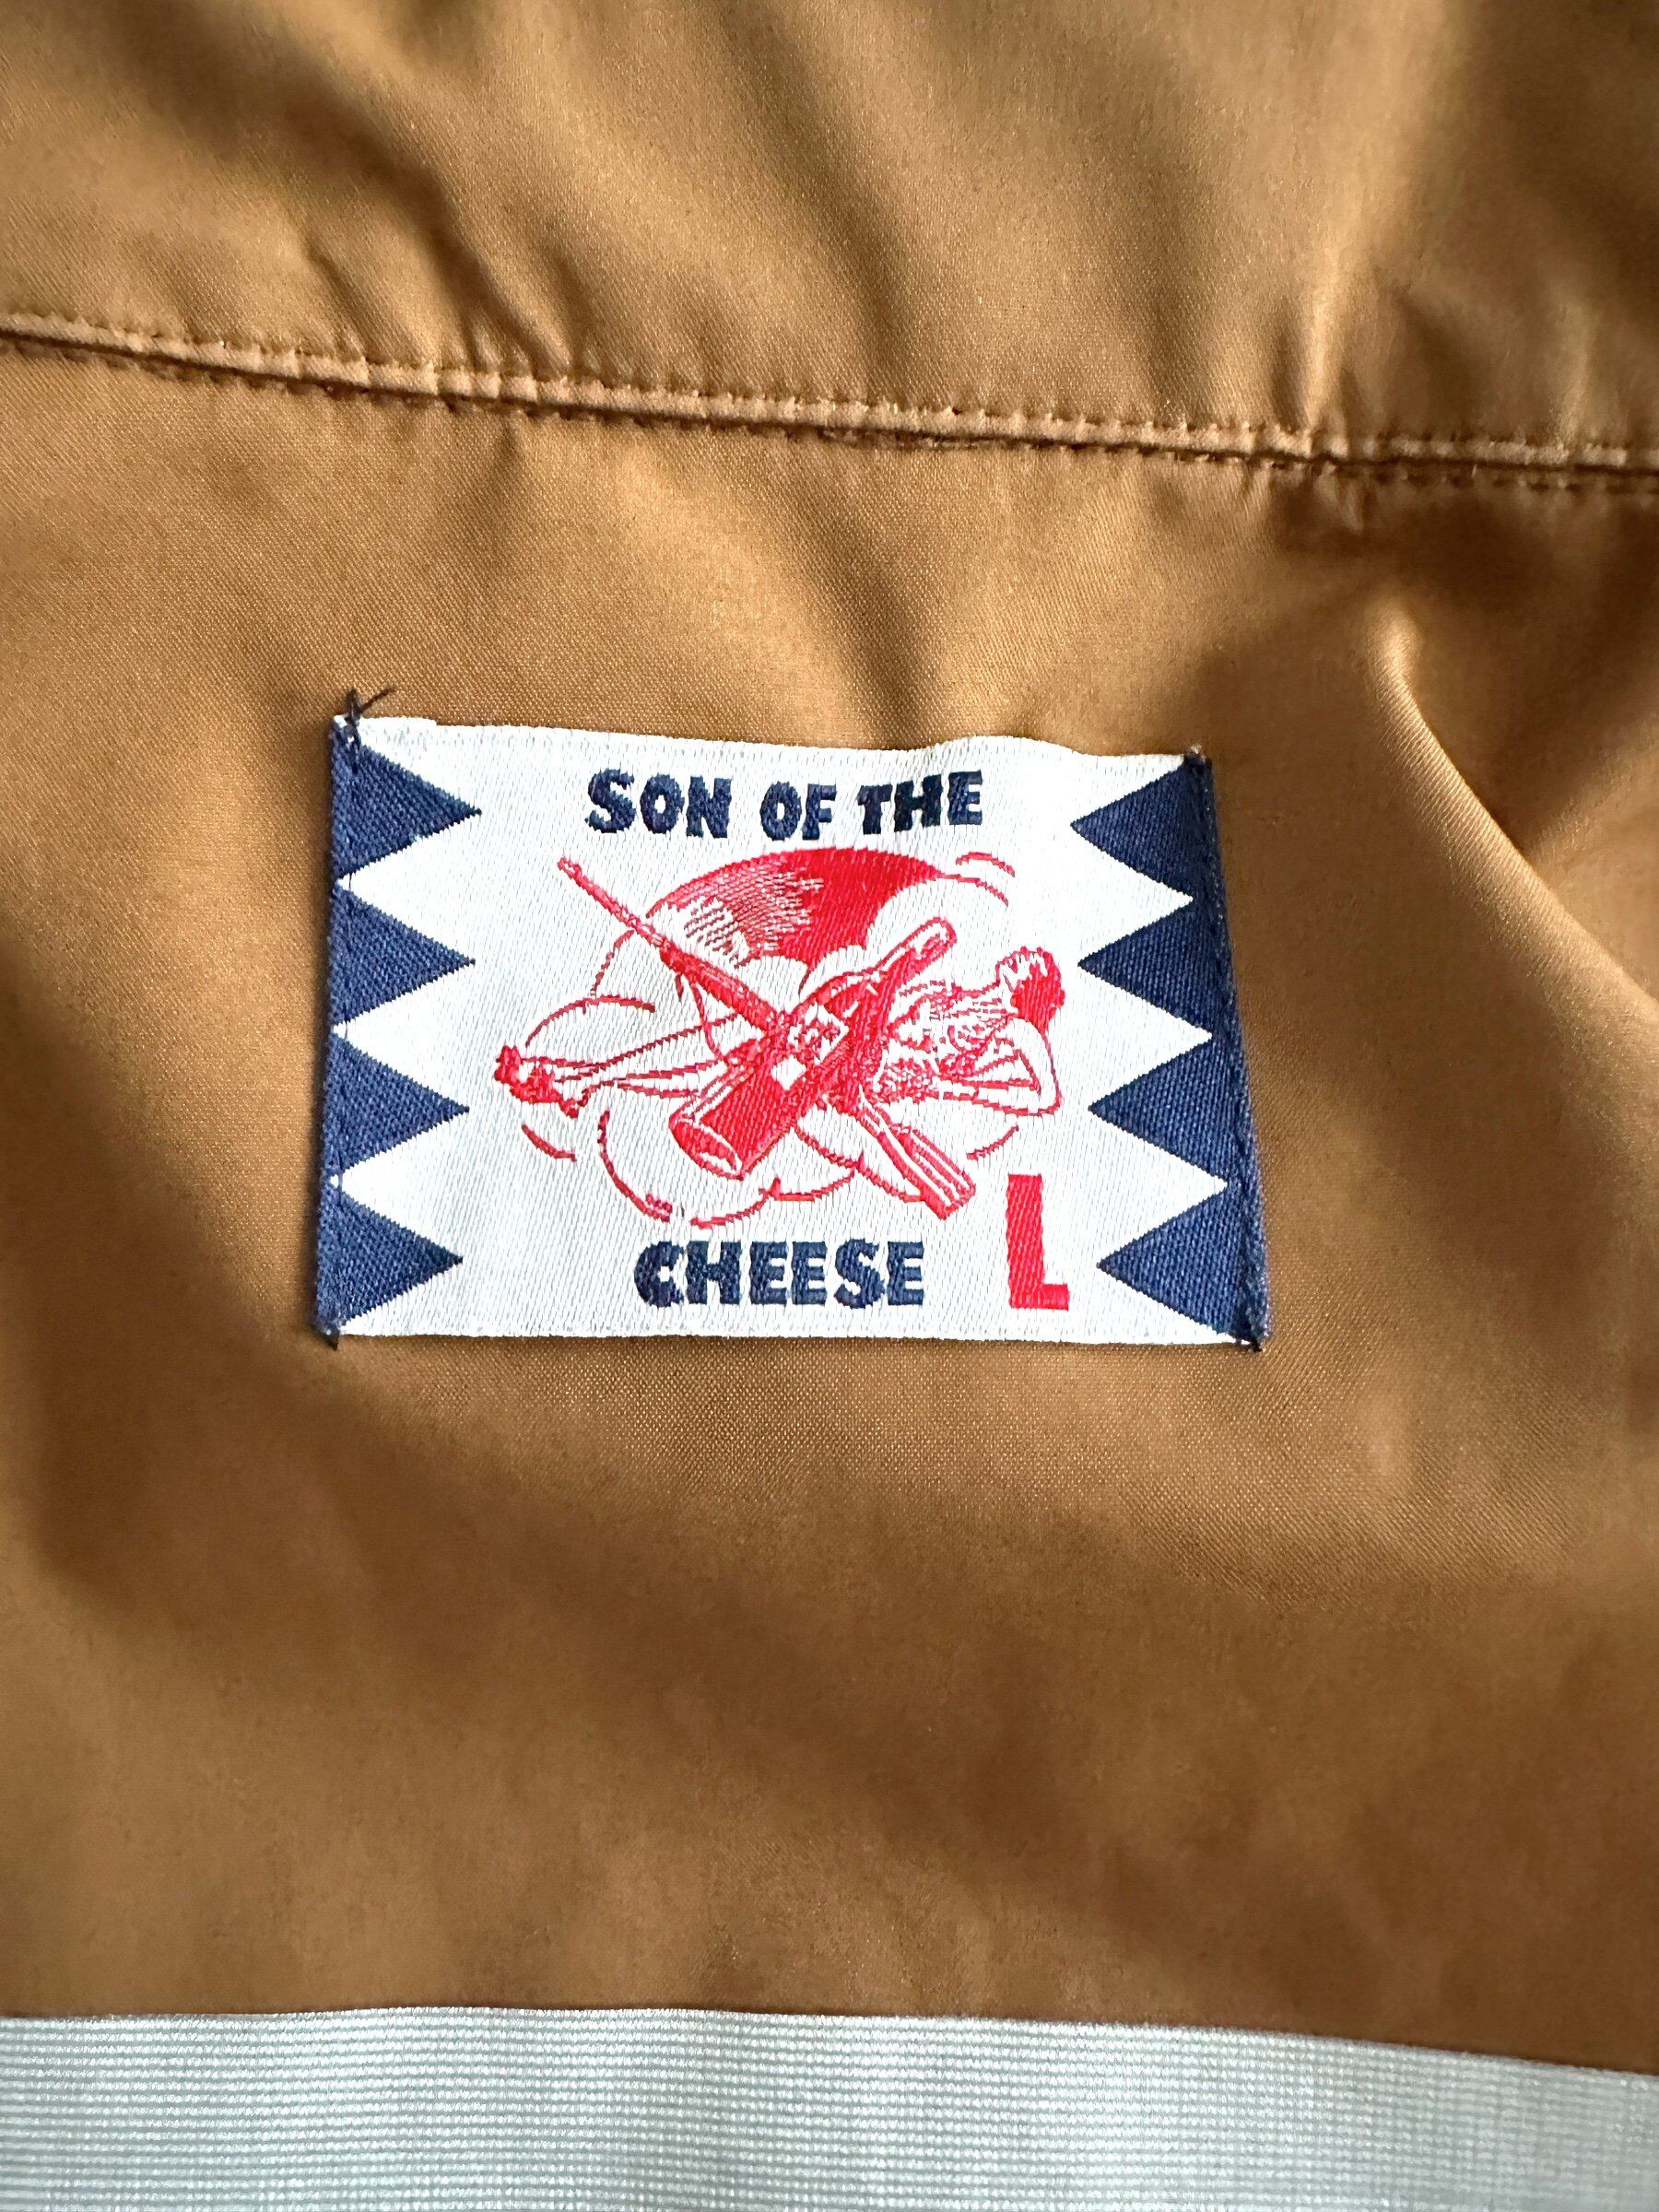 SON OF THE
CHEESE
L